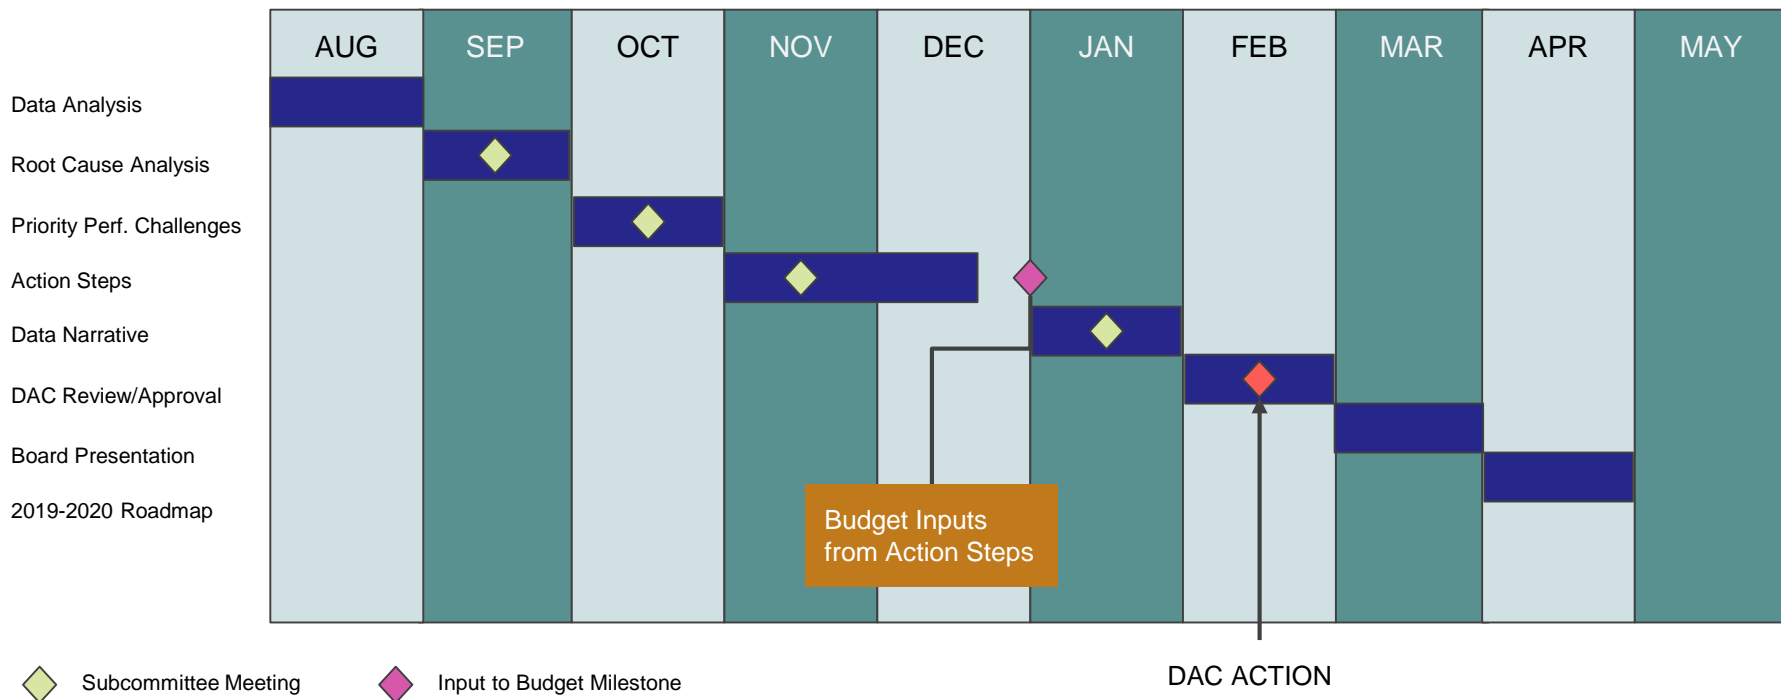 AUG SEP OCT NOV DEC JAN FEB MAR APR MAY
Data Analysis
Root Cause Analysis
Priority Perf. Challenges
Action Steps
Data Narrative
DAC Review/Approval
Board Presentation
2019-2020 Roadmap
Budget Inputs
from Action Steps
DAC ACTION
Subcommittee Meeting
Input to Budget Milestone